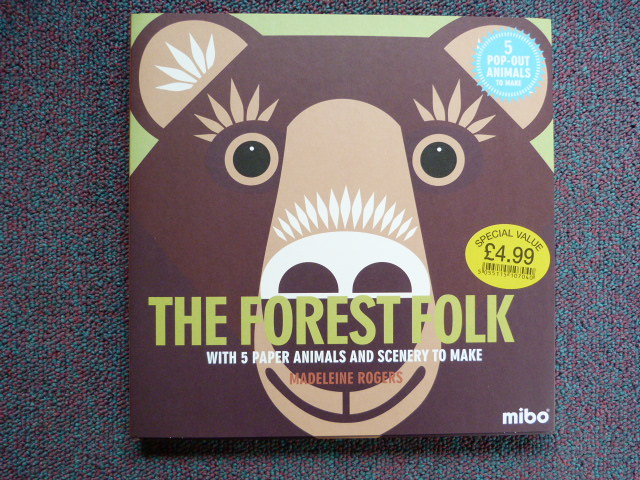 5
POP-OUT
ANIMALS
TO MAKE
SPECIAL VALUE
£4.99
THE FOREST FOLK
WITH 5 PAPER ANIMALS AND SCENERY TO MAKE
MADELEINE ROGERS
mibo